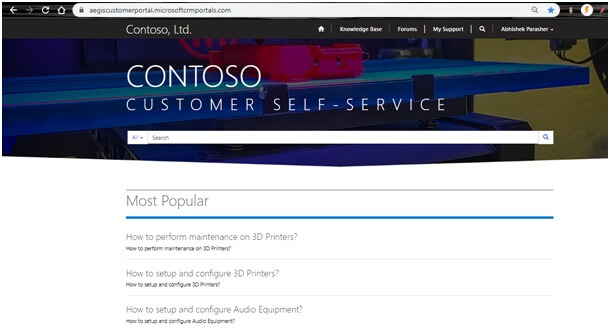 aegiscustomerportal.microsoftcrmportals.com
Contoso, Ltd. Knowledge Base Forums My Support Abhishek Parasher
CONTOSO
CUSTOMER SELF-SERVICE
All Search
Most Popular
How to perform maintenance on 3D Printers?
How to perform maintenance on 3D Printers?
How to setup and configure 3D Printers?
How to setup and configure 3D Printers?
How to setup and configure Audio Equipment?
How to setup and configure Audio Equipment?